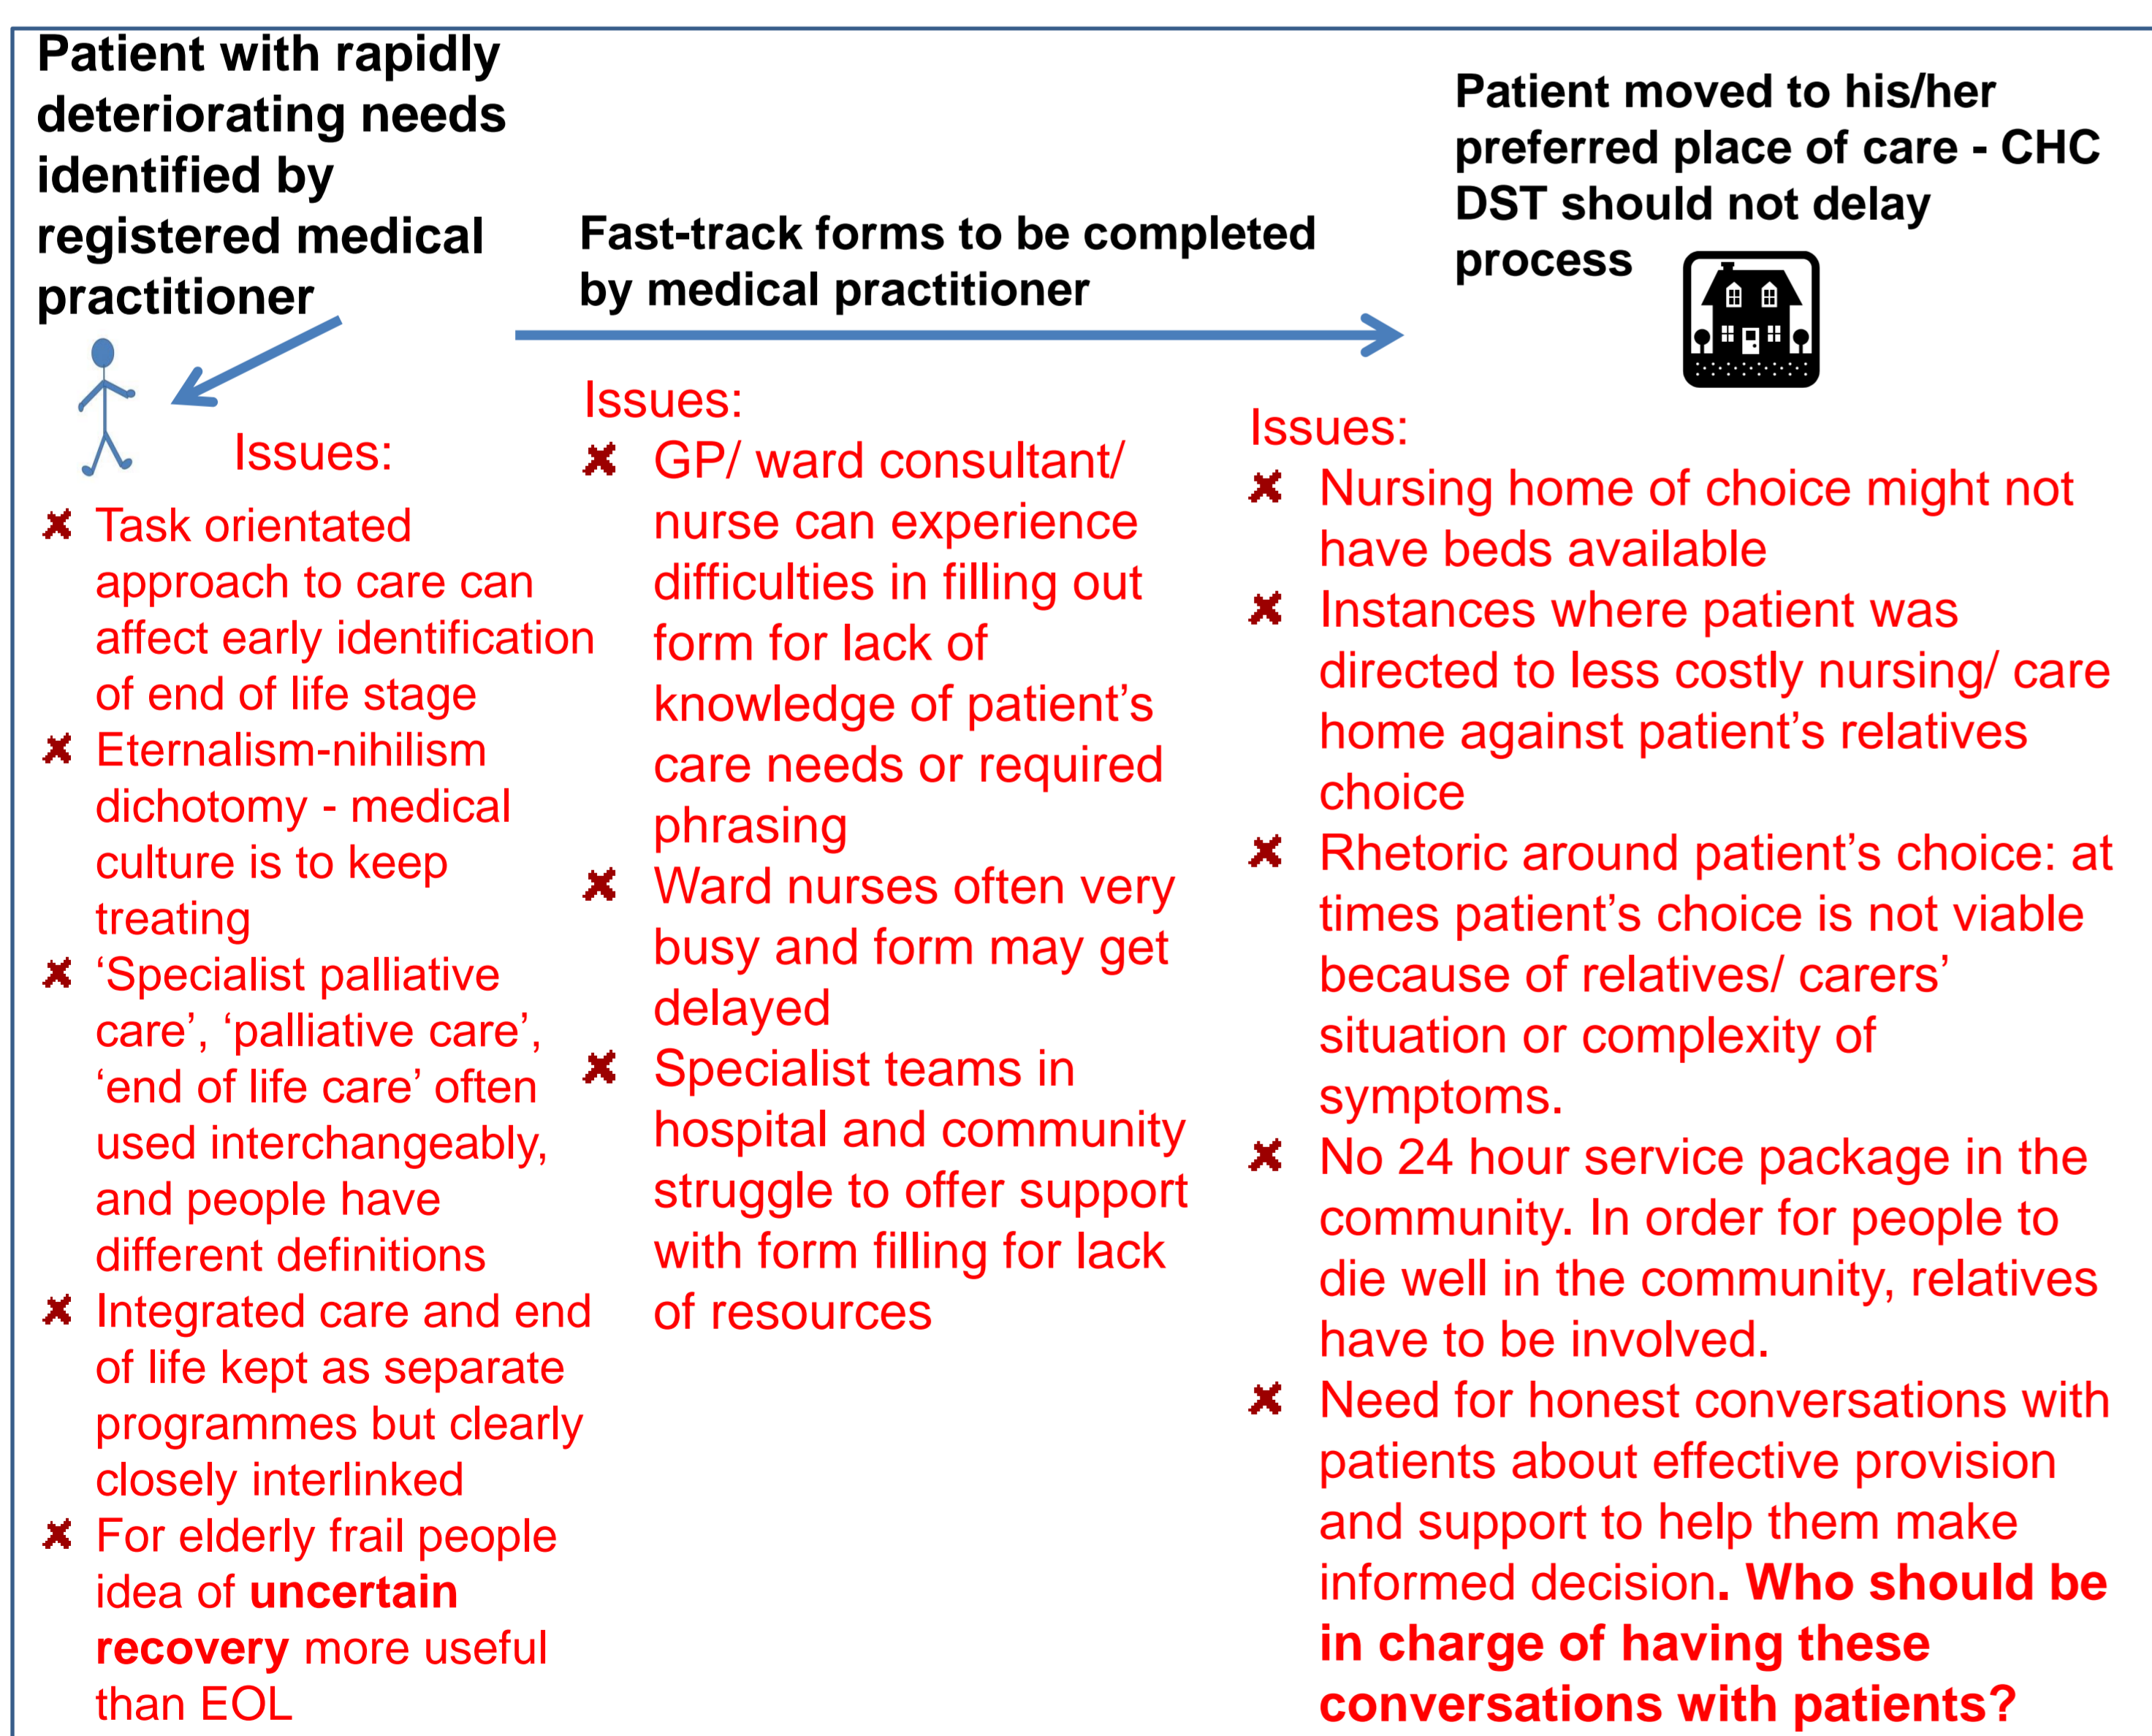 Patient with rapidly
deteriorating needs
identified by
registered medical
practitioner
Issues:
Task orientated
approach to care can
affect early identification
of end of life stage
Eternalism-nihilism
dichotomy - medical
culture is to keep
treating
‘Specialist palliative
care’, ‘palliative care’,
‘end of life care’ often
used interchangeably,
and people have
different definitions
Integrated care and end
of life kept as separate
programmes but clearly
closely interlinked
For elderly frail people
idea of uncertain
recovery more useful
than EOL
Fast-track forms to be completed
by medical practitioner
Issues:
GP/ ward consultant/
nurse can experience
difficulties in filling out
form for lack of
knowledge of patient’s
care needs or required
phrasing
Ward nurses often very
busy and form may get
delayed
Specialist teams in
hospital and community
struggle to offer support
with form filling for lack
of resources
Patient moved to his/her
preferred place of care - CHC
DST should not delay
process
Issues:
Nursing home of choice might not
have beds available
Instances where patient was
directed to less costly nursing/ care
home against patient’s relatives
choice
Rhetoric around patient’s choice: at
times patient’s choice is not viable
because of relatives/ carers’
situation or complexity of
symptoms.
No 24 hour service package in the
community. In order for people to
die well in the community, relatives
have to be involved.
Need for honest conversations with
patients about effective provision
and support to help them make
informed decision. Who should be
in charge of having these
conversations with patients?